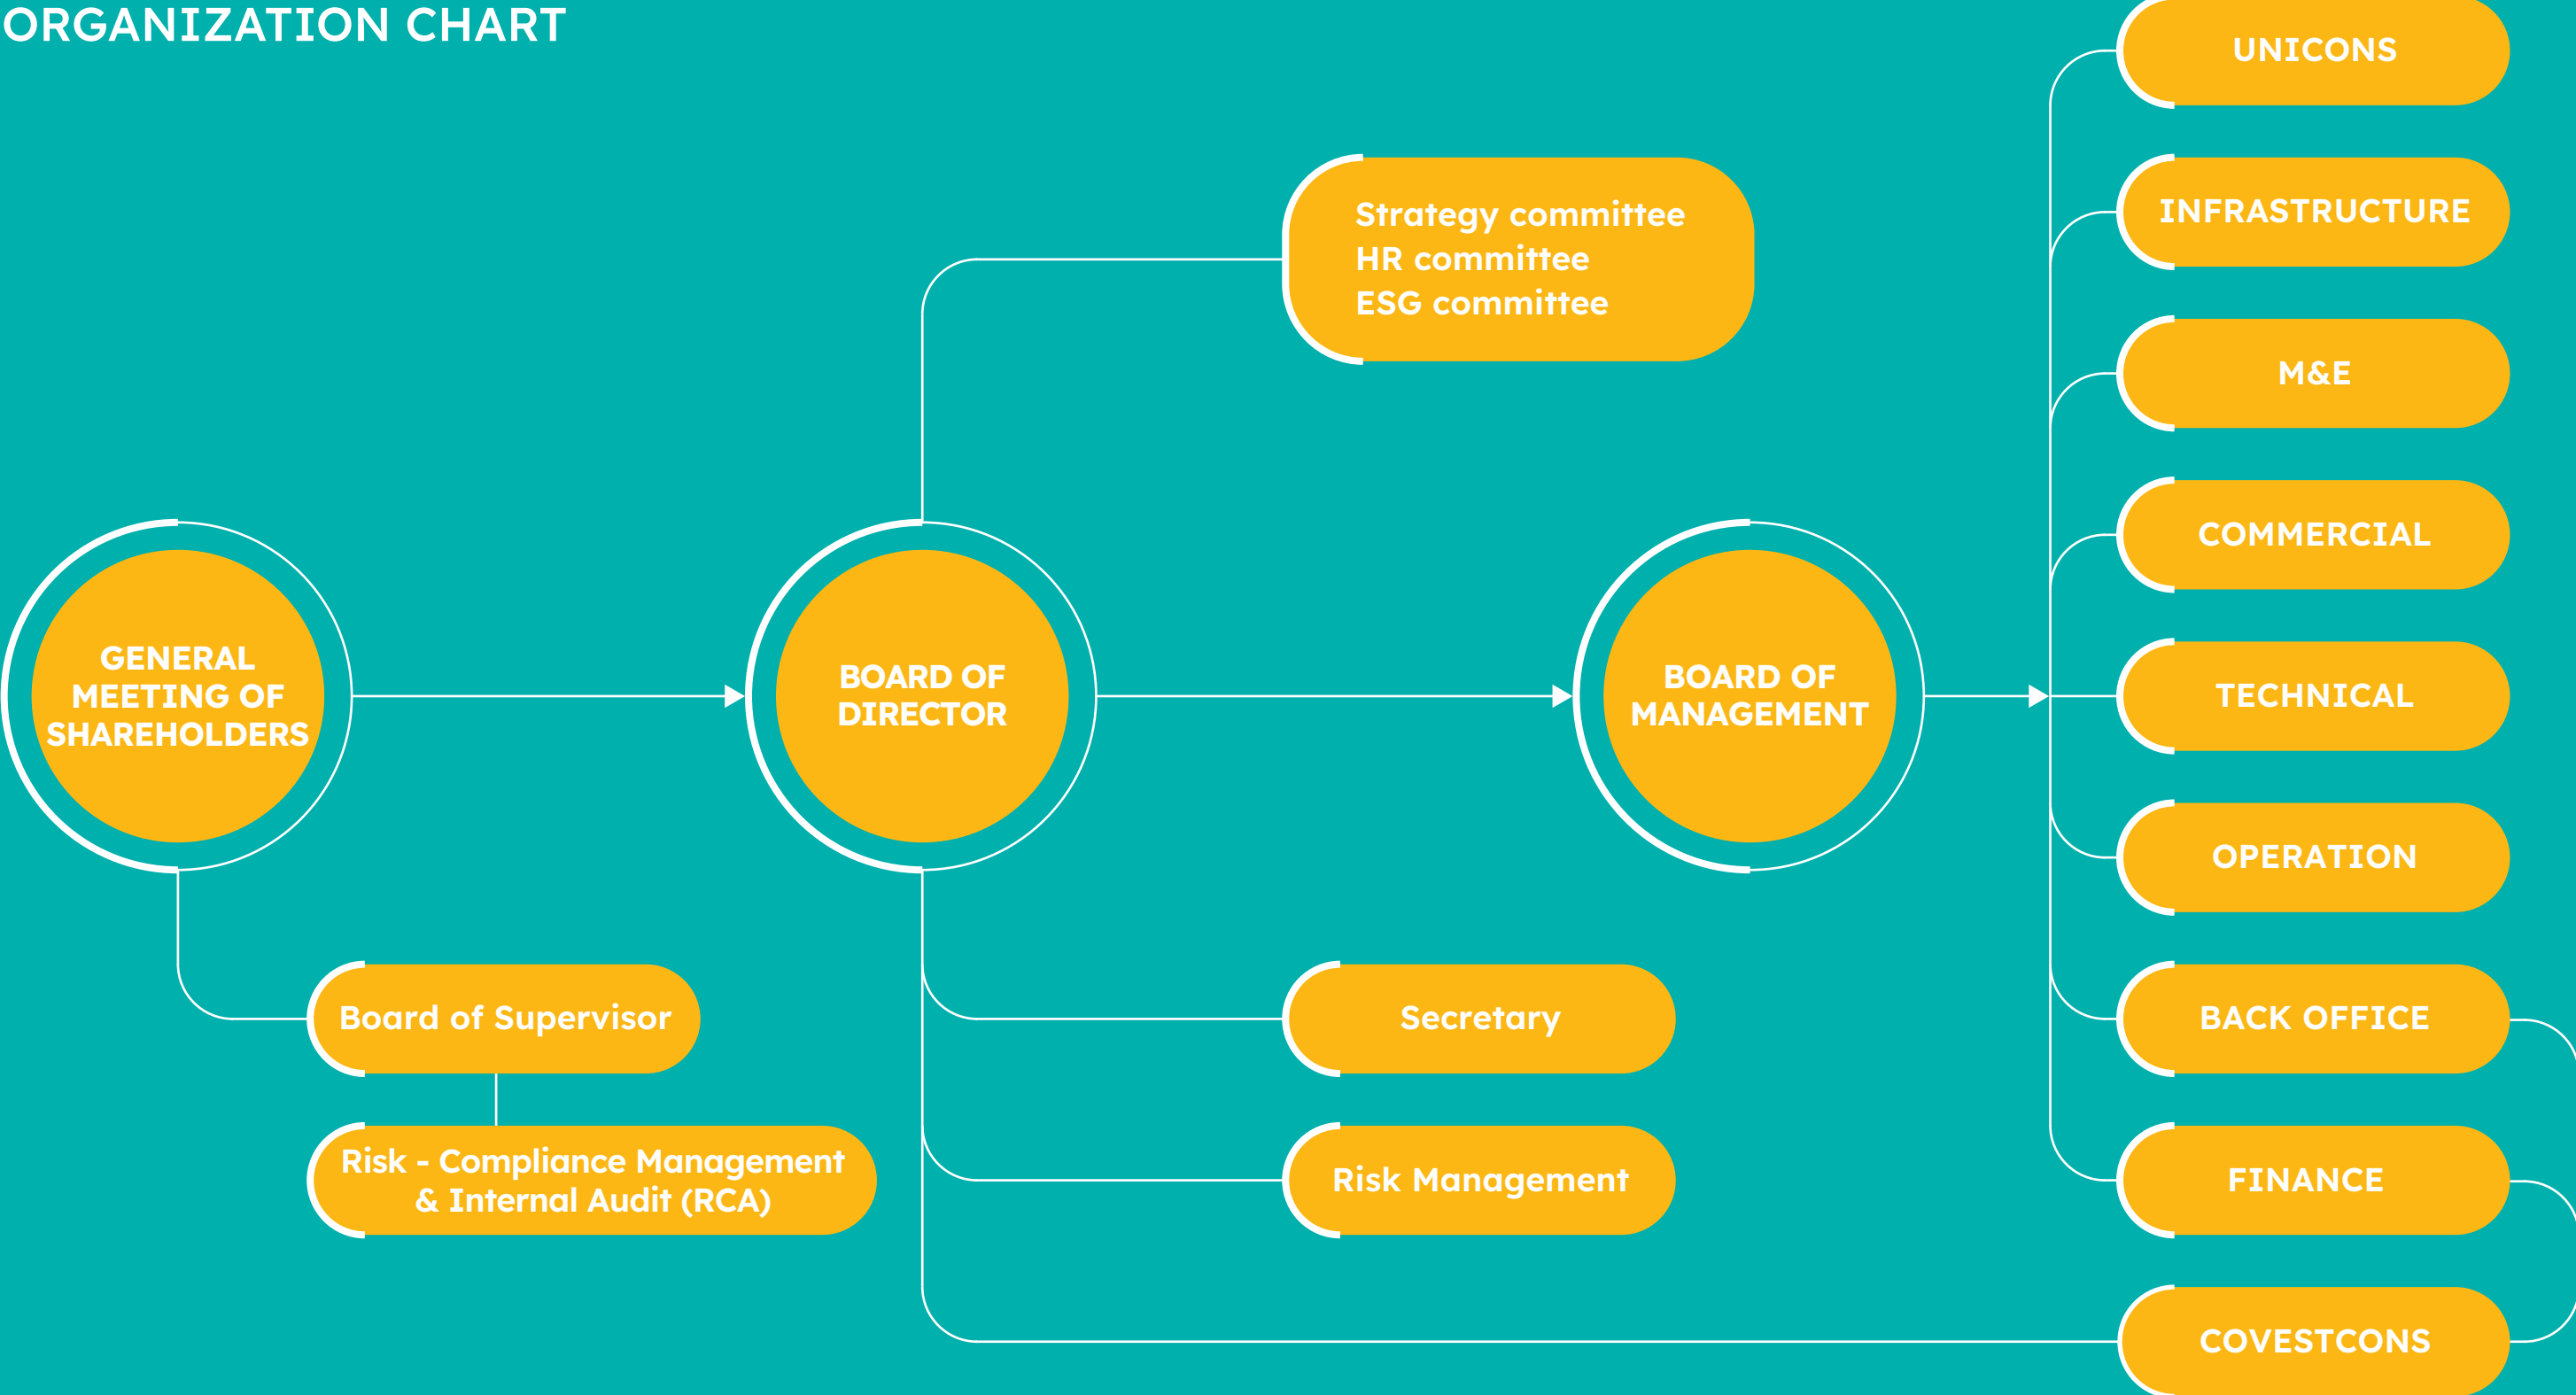 ORGANIZATION CHART
GENERAL
MEETING OF
SHAREHOLDERS
Board of Supervisor
Risk - Compliance Management
& Internal Audit (RCA)
BOARD OF
DIRECTOR
Strategy committee
HR committee
ESG committee
Secretary
Risk Management
BOARD OF
MANAGEMENT
UNICONS
INFRASTRUCTURE
M&E
COMMERCIAL
TECHNICAL
OPERATION
BACK OFFICE
FINANCE
COVESTCONS